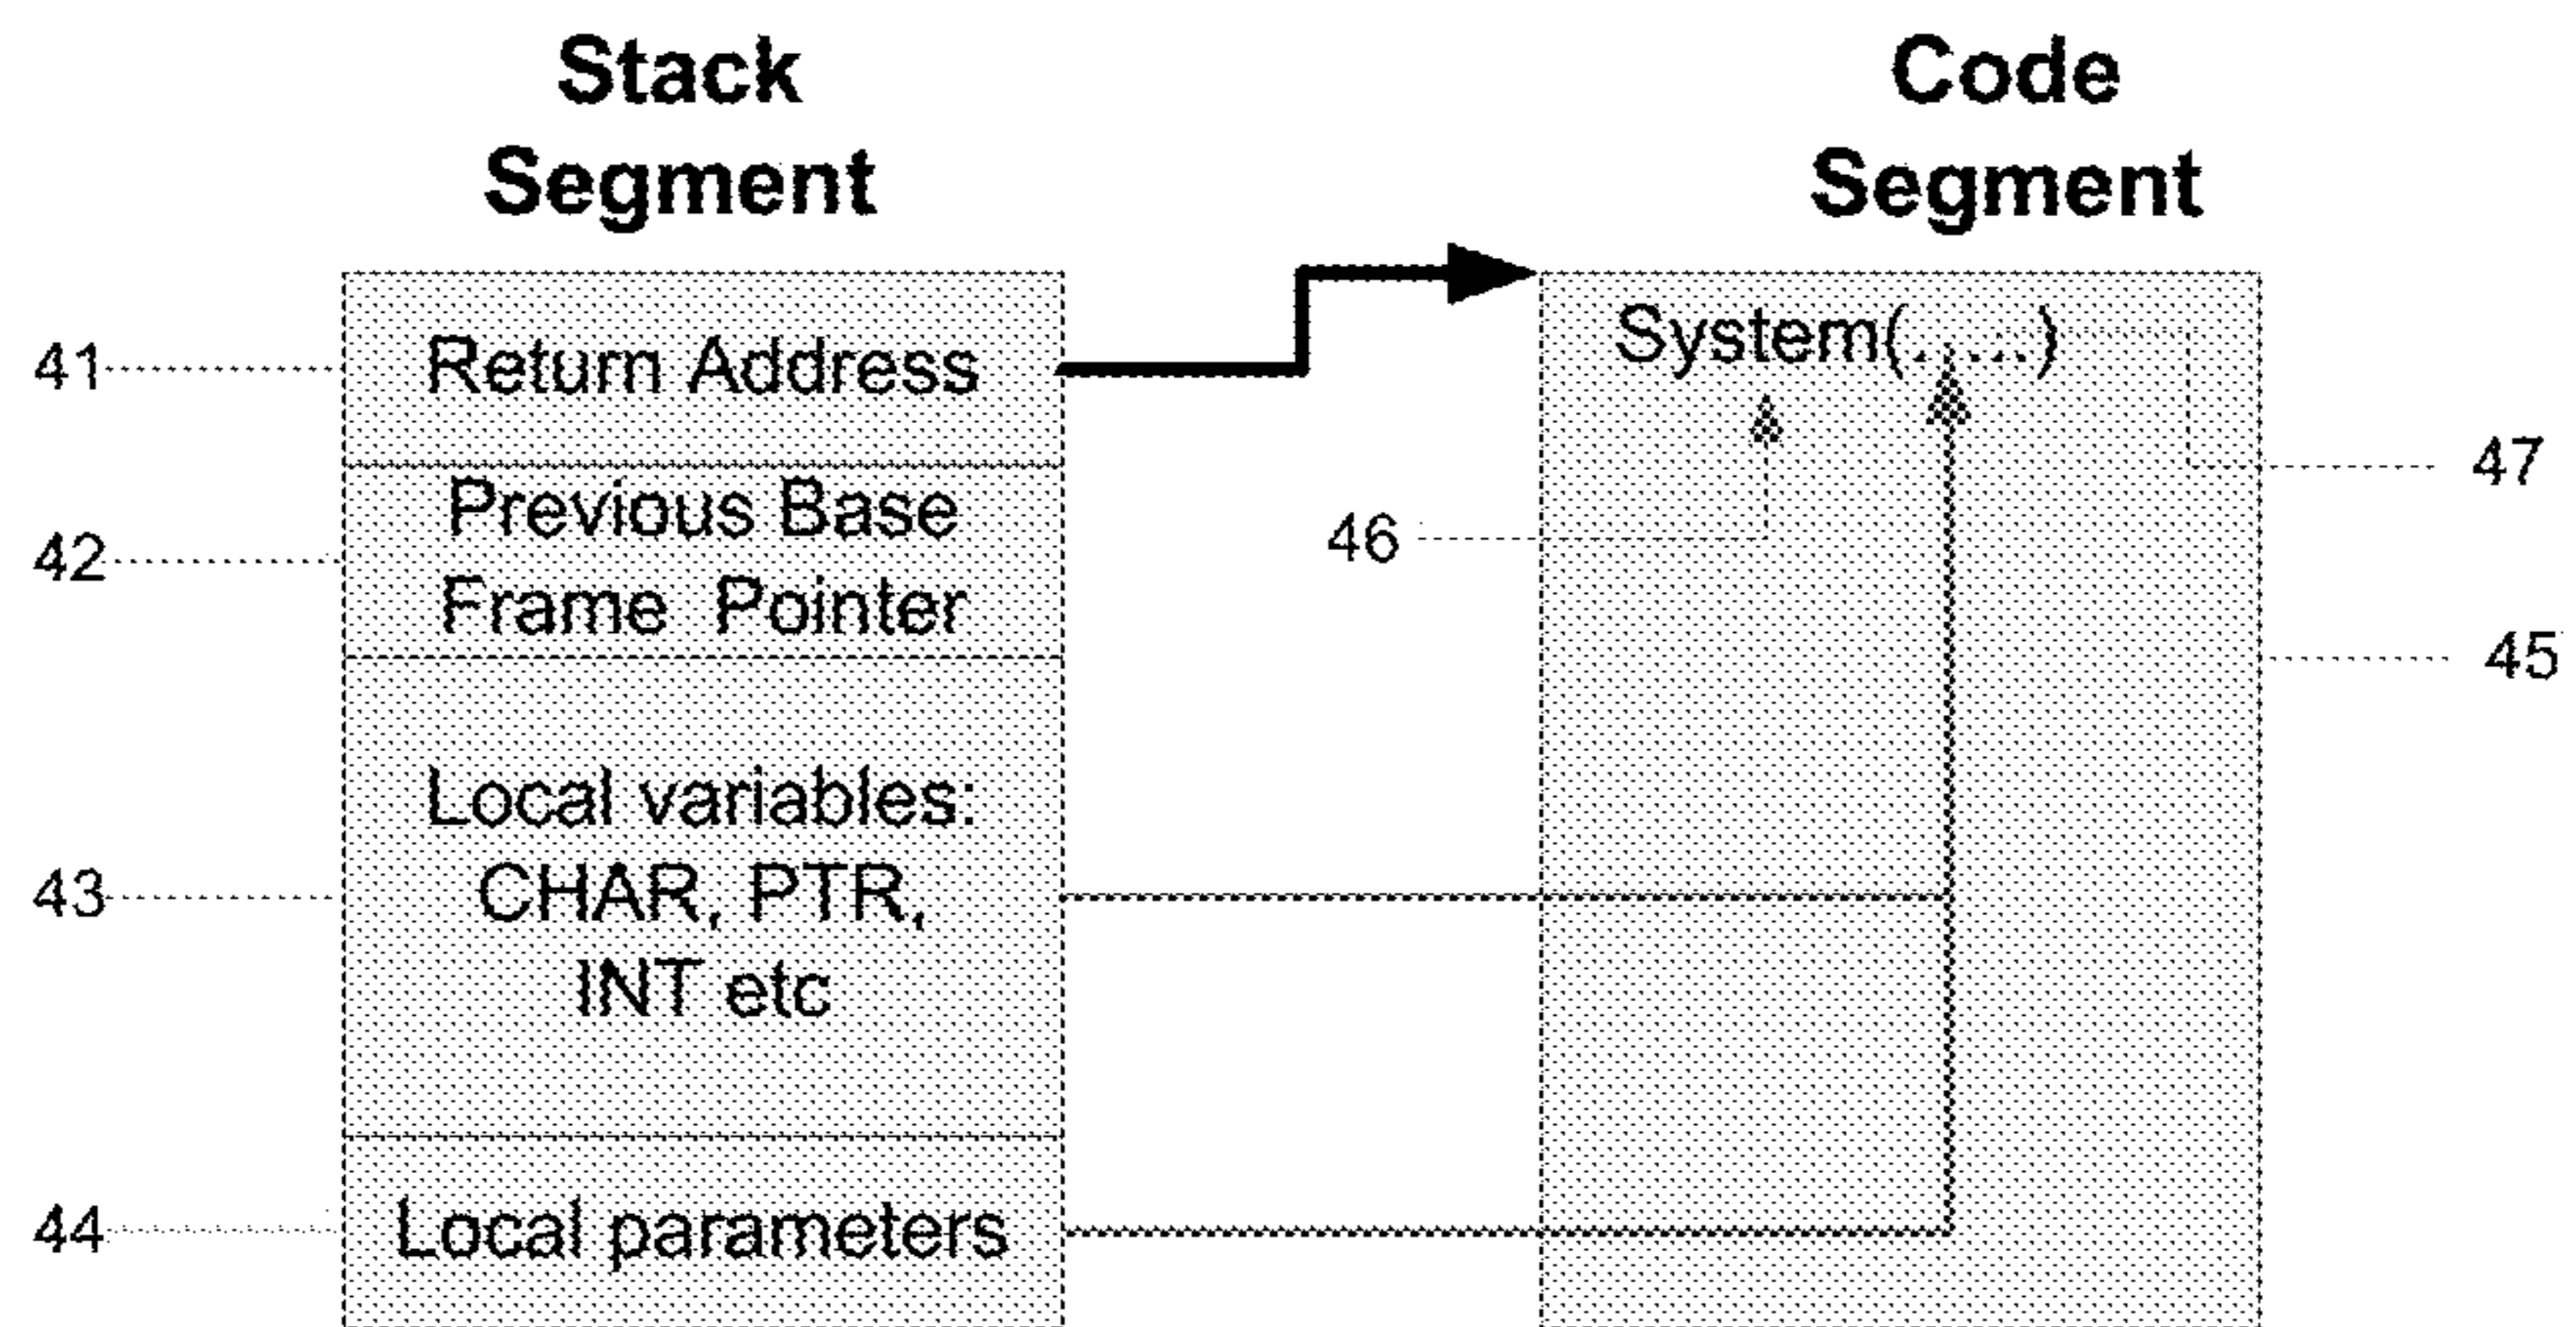 Stack
Segment
Code
Segment
41
Return Address
42
Previous Base
Frame Pointer
43
Local variables:
CHAR, PTR,
INT etc
44
Local parameters
System(.....)
46
47
45